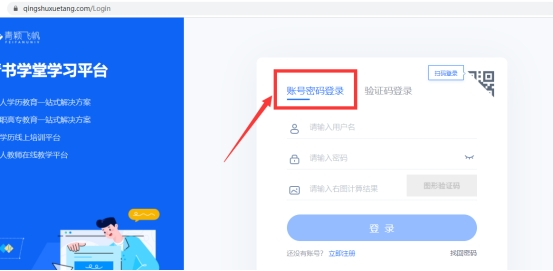 qingshuxuetang.com/Login
青颖飞帆
书学堂学习平台
人学历教育一站式解决方案
职高专教育一站式解决方案
学历线上培训平台
人教师在线教学平台
扫码登录
账号密码登录 验证码登录
请输入用户名
请输入密码
请输入右图计算结果 图形验证码
登 录
还没有账号？ 立即注册 找回密码